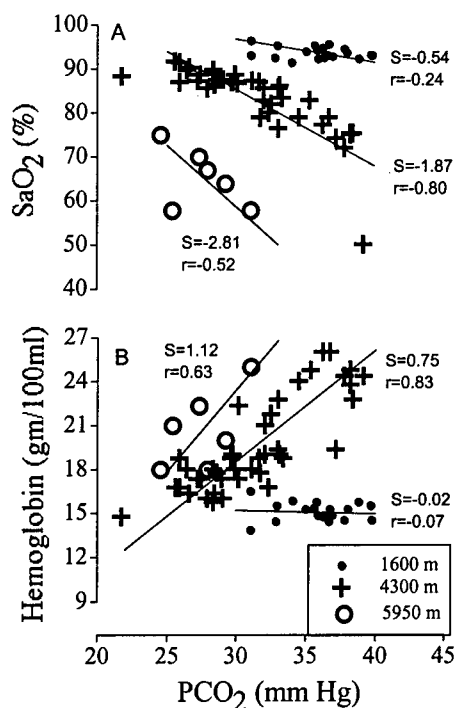 A
100
90
80
70
60
50
40
SaO2 (%)
S=-0.54
r=-0.24
S=-1.87
r=-0.80
S=-2.81
r=-0.52
B
27
24
21
18
15
12
9
Hemoglobin (gm/100ml)
S=1.12
r=0.63
S=0.75
r=0.83
S=-0.02
r=-0.07
1600 m
4300 m
5950 m
20 25 30 35 40 45
PCO2 (mm Hg)